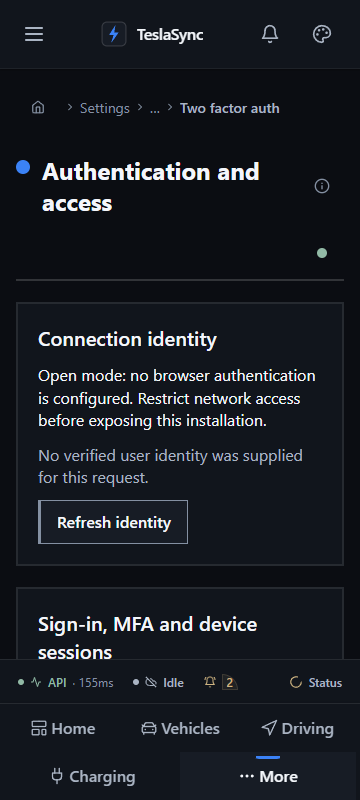 TeslaSync
Settings ... Two factor auth
Authentication and
access
Connection identity
Open mode: no browser authentication
is configured. Restrict network access
before exposing this installation.
No verified user identity was supplied
for this request.
Refresh identity
Sign-in, MFA and device
sessions
API · 155ms Idle 2 Status
Home Vehicles Driving
Charging More